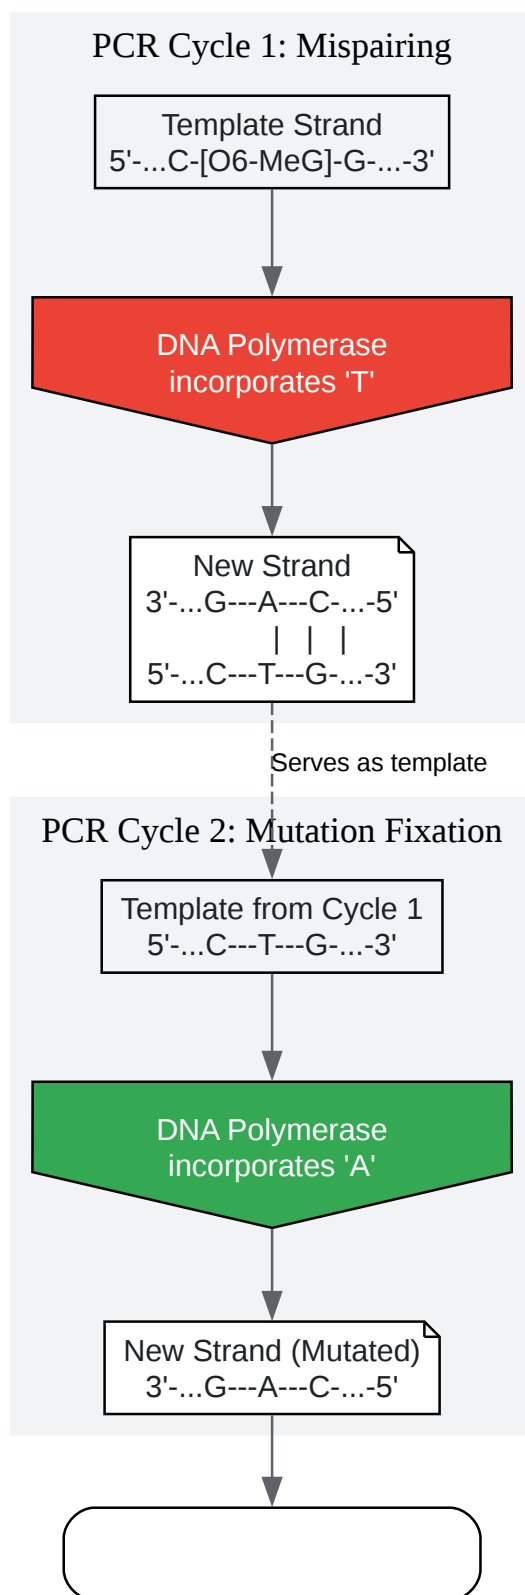 PCR Cycle 1: Mispairing
Template Strand
5'-...C-[O6-MeG]-G-...-3'
DNA Polymerase
incorporates 'T'
New Strand
3'-...G---A---C-...-5'
| | |
5'-...C---T---G-...-3'
Serves as template
PCR Cycle 2: Mutation Fixation
Template from Cycle 1
5'-...C---T---G-...-3'
DNA Polymerase
incorporates 'A'
New Strand (Mutated)
3'-...G---A---C-...-5'